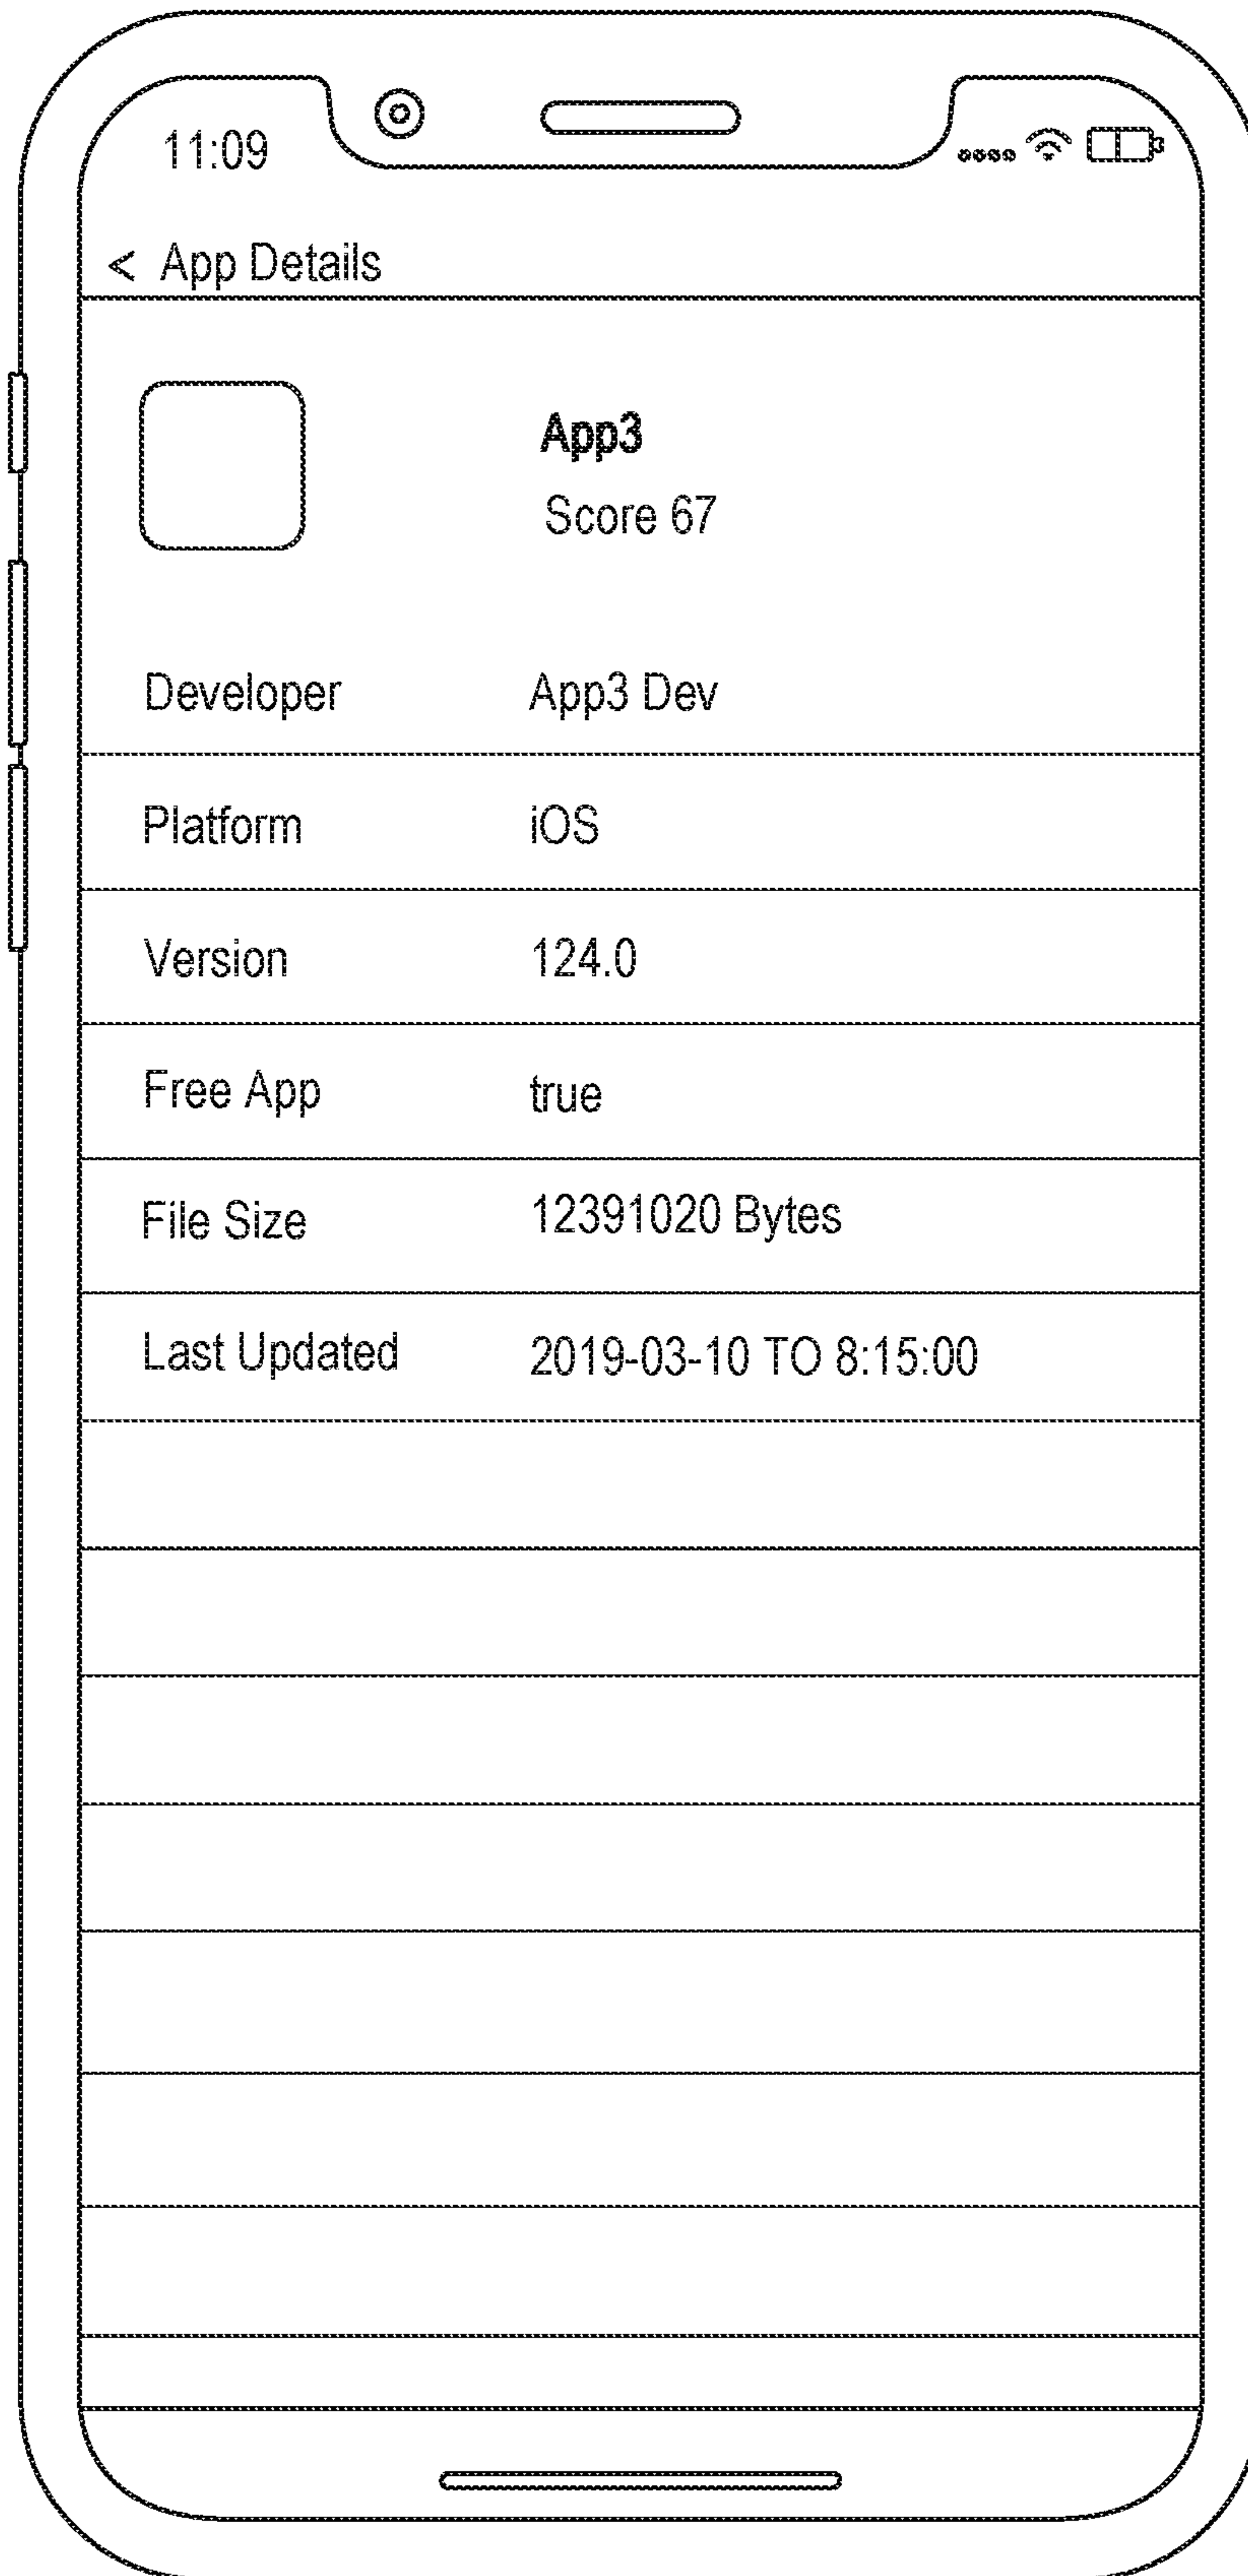 11:09
< App Details
App3
Score 67
Developer App3 Dev
Platform iOS
Version 124.0
Free App true
File Size 12391020 Bytes
Last Updated 2019-03-10 TO 8:15:00